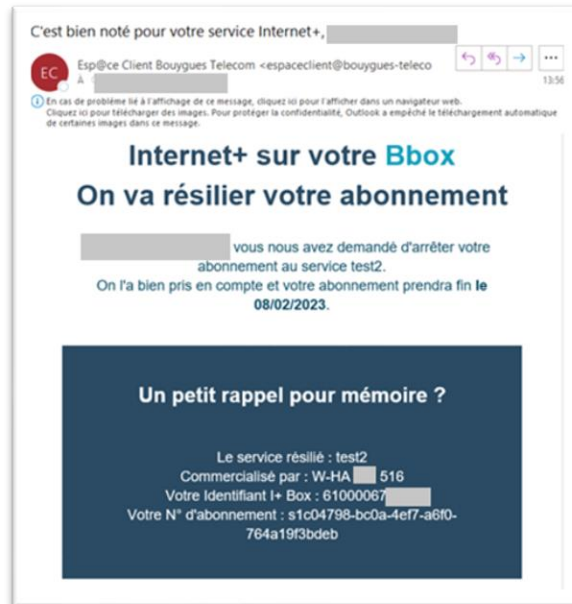 C'est bien noté pour votre service Internet+,
EC
Esp@ce Client Bouygues Telecom <espaceclient@bouygues-teleco
À
13:56
En cas de problème lié à l'affichage de ce message, cliquez ici pour l'afficher dans un navigateur web.
Cliquez ici pour télécharger des images. Pour protéger la confidentialité, Outlook a empêché le téléchargement automatique
de certaines images dans ce message.
Internet+ sur votre Bbox
On va résilier votre abonnement
vous nous avez demandé d'arrêter votre
abonnement au service test2.
On l'a bien pris en compte et votre abonnement prendra fin le
08/02/2023.
Un petit rappel pour mémoire ?
Le service résilié : test2
Commercialisé par : W-HA 516
Votre Identifiant I+ Box : 61000067
Votre N° d'abonnement : s1c04798-bc0a-4ef7-a6f0-
764a19f3bdeb